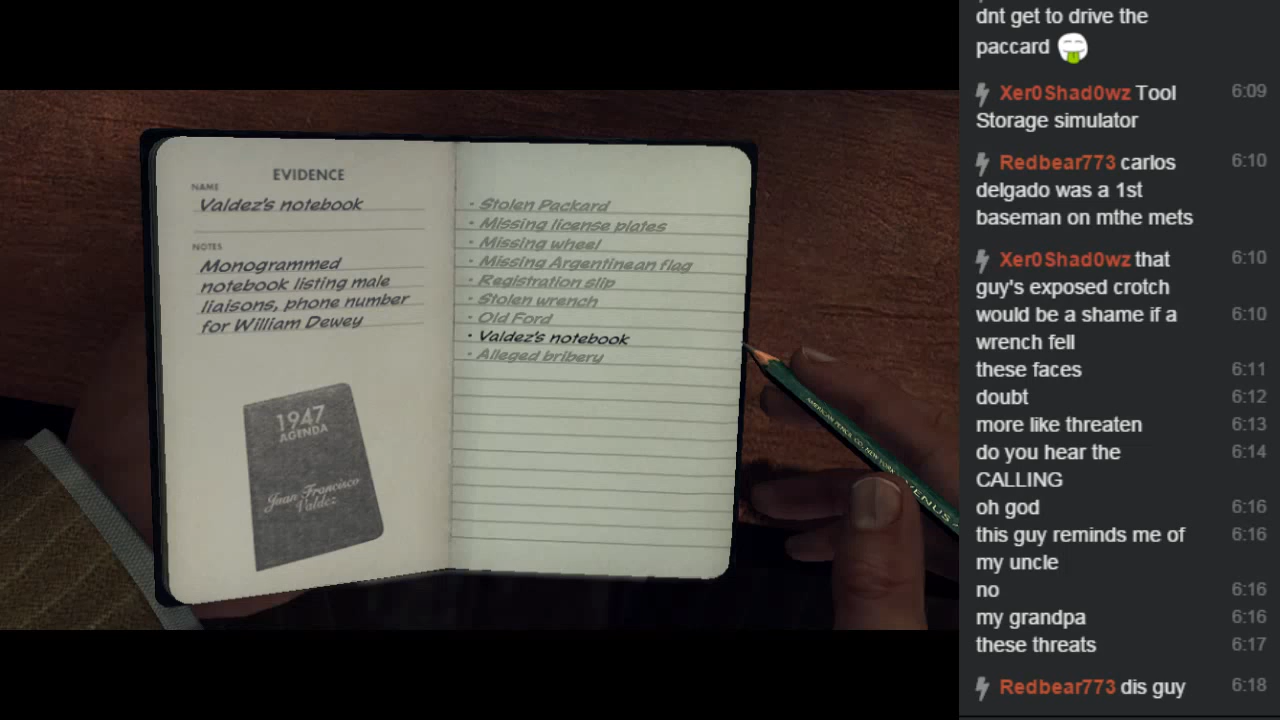 EVIDENCE
NAME
Valdez's notebook
NOTES
Monogrammed
notebook listing male
liaisons, phone number
for William Dewey
1947
AGENDA
Juan Francisco
Valdez
· Stolen Packard
· Missing license plates
· Missing wheel
· Missing Argentinean flag
· Registration slip
· Stolen wrench
· Old Ford
· Valdez's notebook
· Alleged bribery
AMERICAN PENCIL CO. NEW YORK
VENUS
dnt get to drive the
paccard
Xer0Shad0wz Tool 6:09
Storage simulator
Redbear773 carlos 6:10
delgado was a 1st
baseman on mthe mets
Xer0Shad0wz that 6:10
guy's exposed crotch
would be a shame if a 6:10
wrench fell
these faces 6:11
doubt 6:12
more like threaten 6:13
do you hear the 6:14
CALLING
oh god 6:16
this guy reminds me of 6:16
my uncle
no 6:16
my grandpa 6:16
these threats 6:17
Redbear773 dis guy 6:18